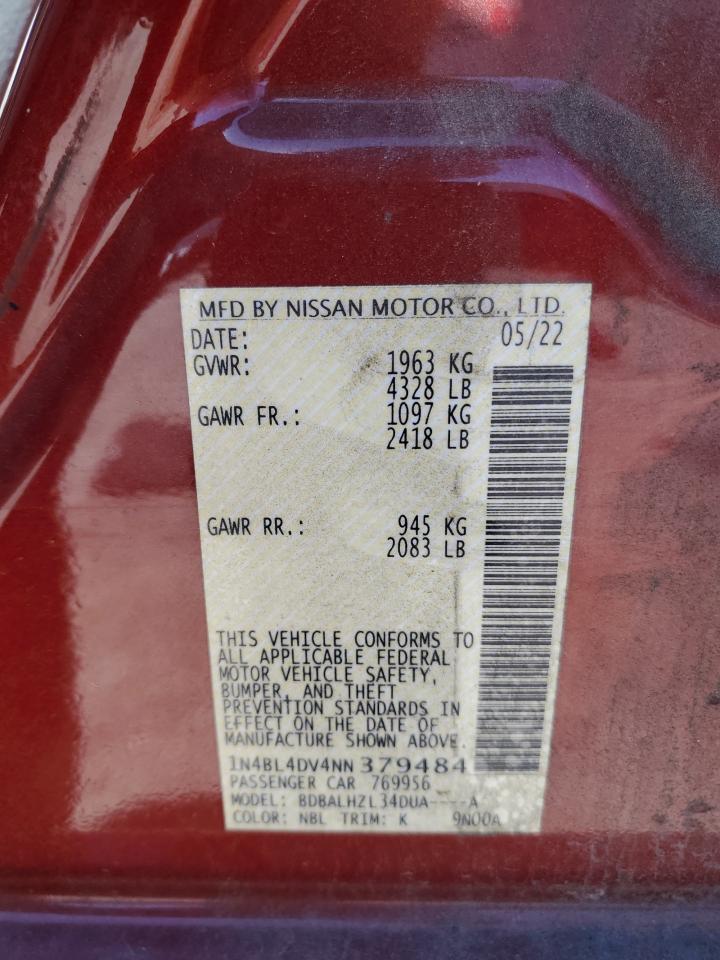 MFD BY NISSAN MOTOR CO., LTD.
DATE: 05/22
GVWR: 1963 KG
4328 LB
GAWR FR.: 1097 KG
2418 LB
GAWR RR.: 945 KG
2083 LB
THIS VEHICLE CONFORMS TO
ALL APPLICABLE FEDERAL
MOTOR VEHICLE SAFETY,
BUMPER, AND THEFT
PREVENTION STANDARDS IN
EFFECT ON THE DATE OF
MANUFACTURE SHOWN ABOVE.
1N4BL4DV4NN379484
PASSENGER CAR 769956
MODEL: BDBALHZL34DUA----A
COLOR: NBL TRIM: K 9N00A